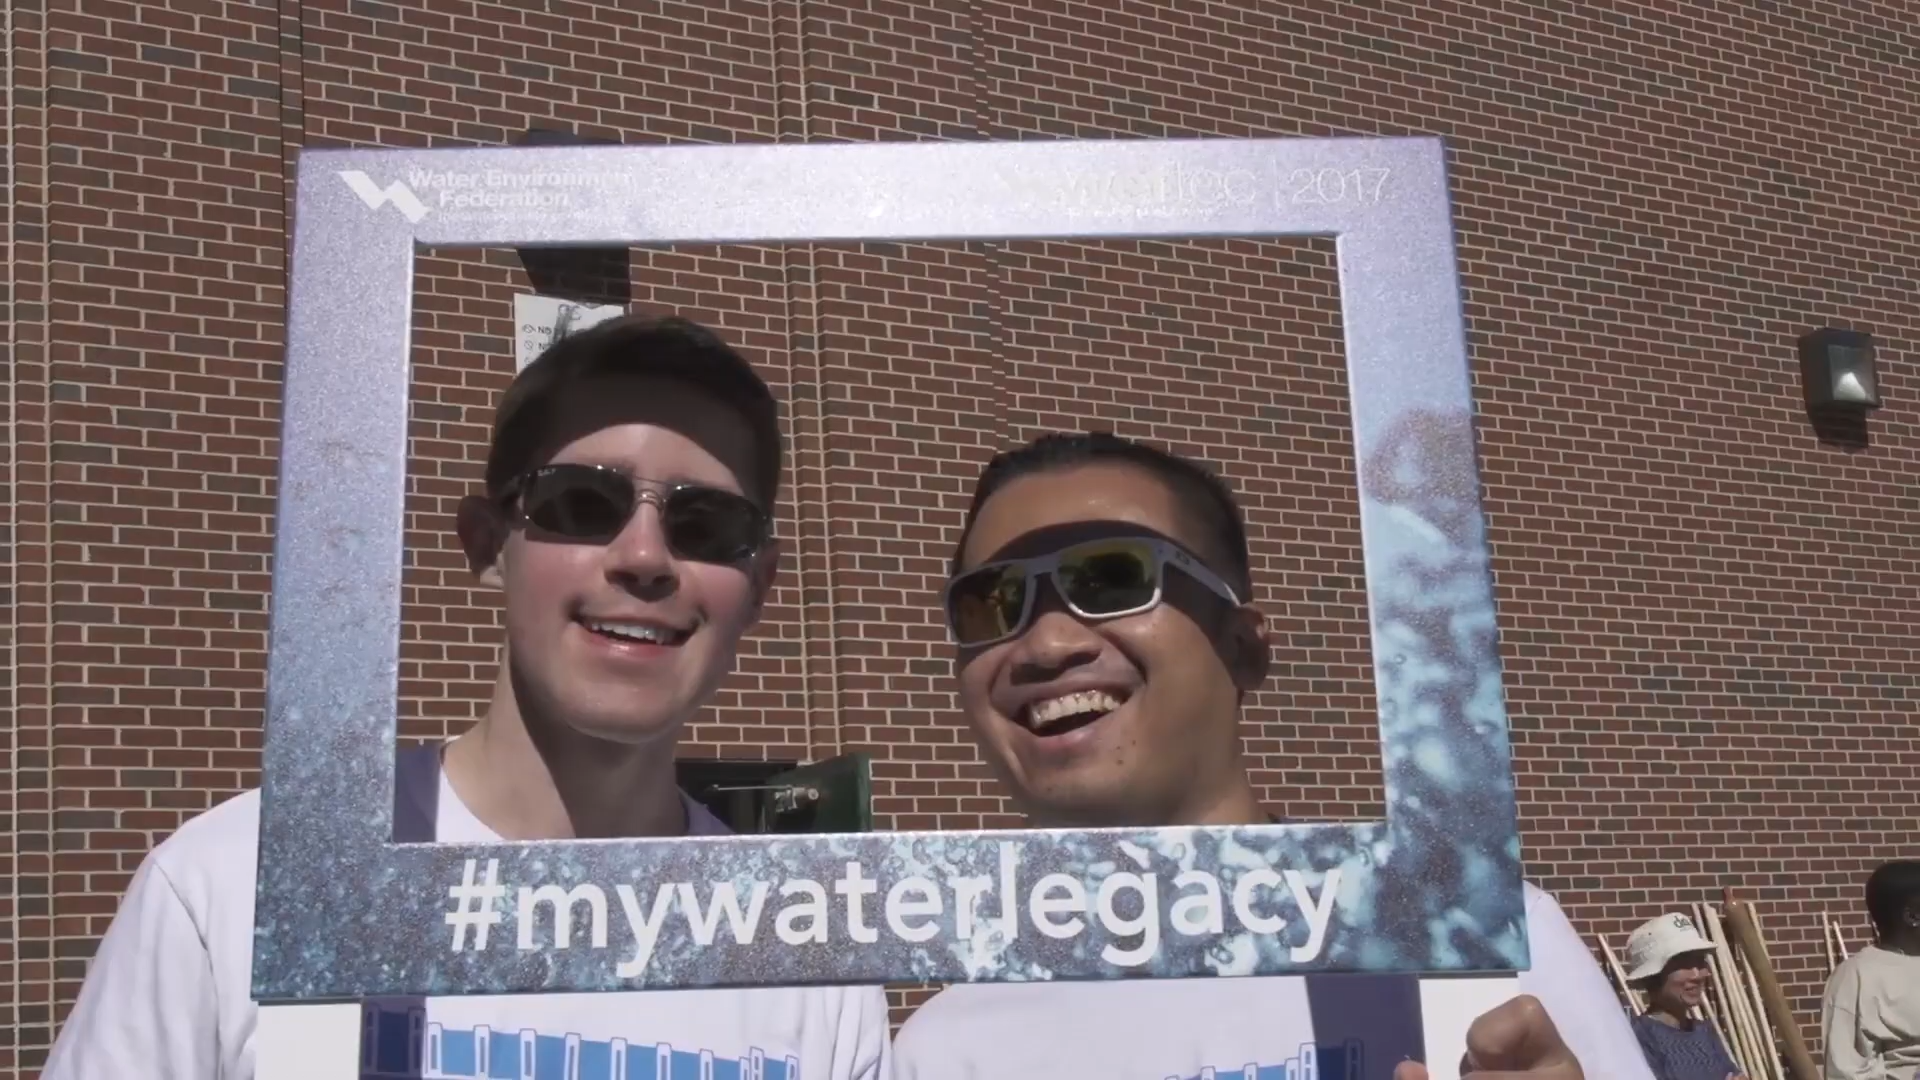 Water Environment
Federation
weftec | 2017
#mywaterlegacy